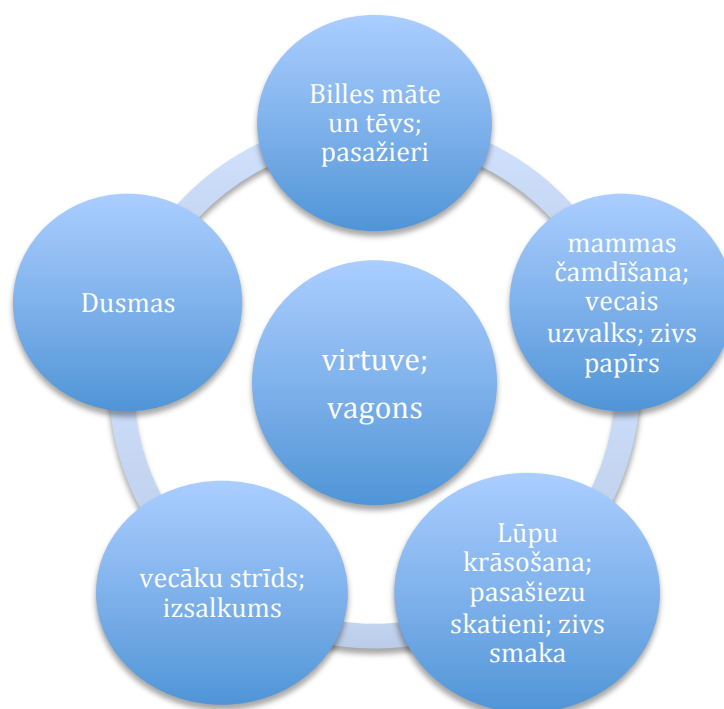 Billes māte
un tēvs;
pasažieri
mammas
čamdīšana;
vecais
uzvalks; zivs
papīrs
Lūpu
krāsošana;
pasašiezu
skatieni; zivs
smaka
vecāku strīds;
izsalkums
Dusmas
virtuve;
vagons